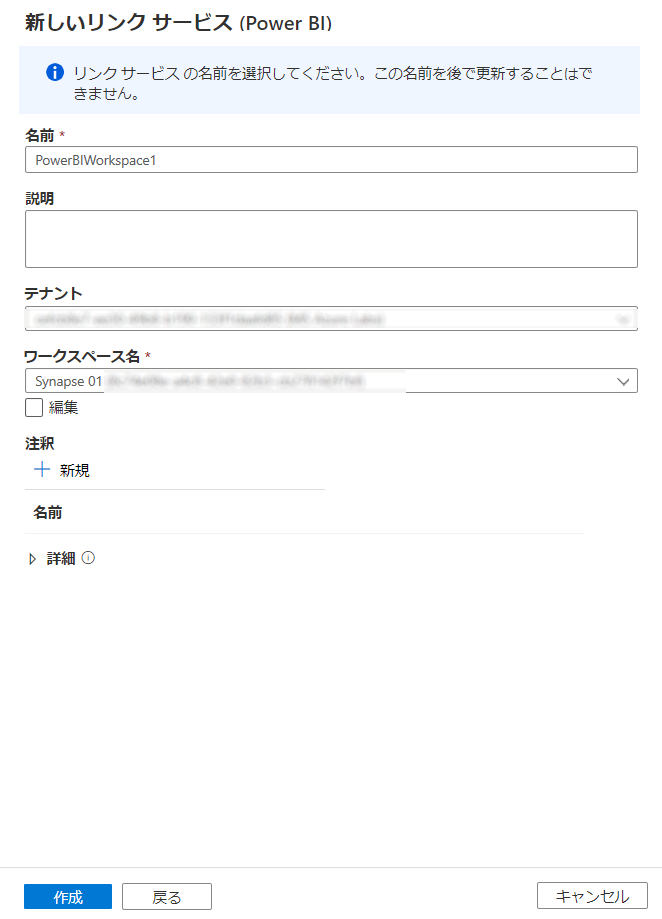 新しいリンク サービス (Power BI)
リンク サービス の名前を選択してください。この名前を後で更新することはで
きません。
名前 *
PowerBIWorkspace1
説明
テナント
ワークスペース名 *
Synapse 01
編集
注釈
新規
名前
詳細
作成
戻る
キャンセル